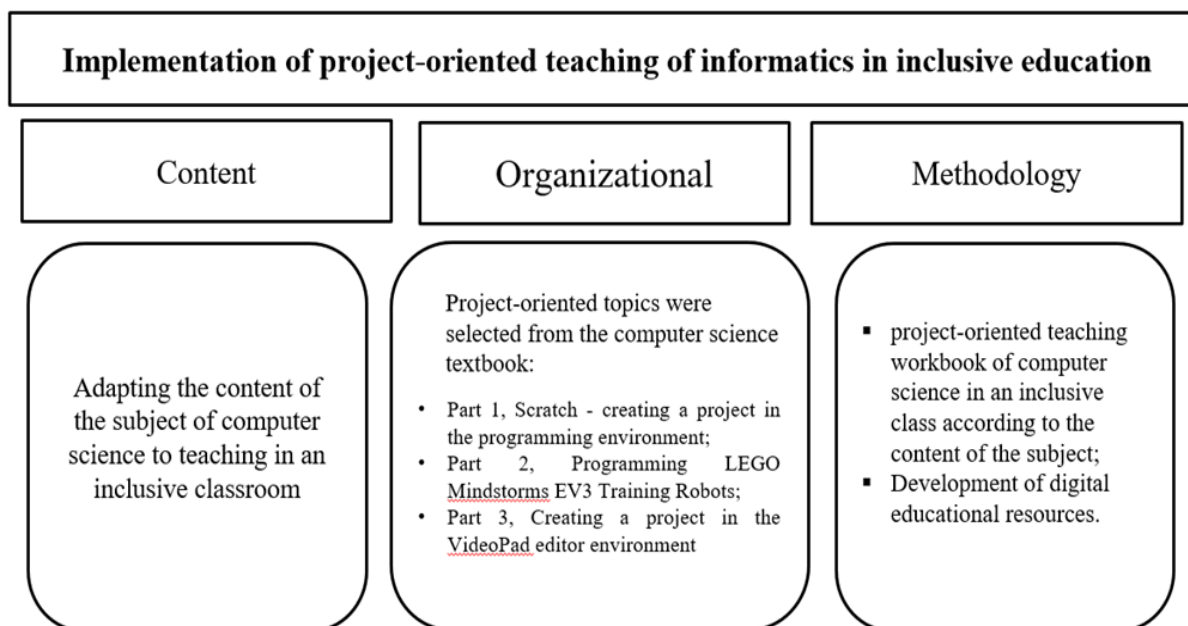 Implementation of project-oriented teaching of informatics in inclusive education
Content
Organizational
Methodology
Adapting the content of
the subject of computer
science to teaching in an
inclusive classroom
Project-oriented topics were
selected from the computer science
textbook:
• Part 1, Scratch - creating a project in
the programming environment;
• Part 2, Programming LEGO
Mindstorms EV3 Training Robots;
• Part 3, Creating a project in the
VideoPad editor environment
▪ project-oriented teaching
workbook of computer
science in an inclusive
class according to the
content of the subject;
▪ Development of digital
educational resources.